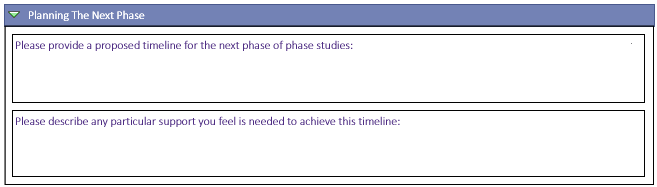 Planning The Next Phase
Please provide a proposed timeline for the next phase of phase studies:
Please describe any particular support you feel is needed to achieve this timeline: